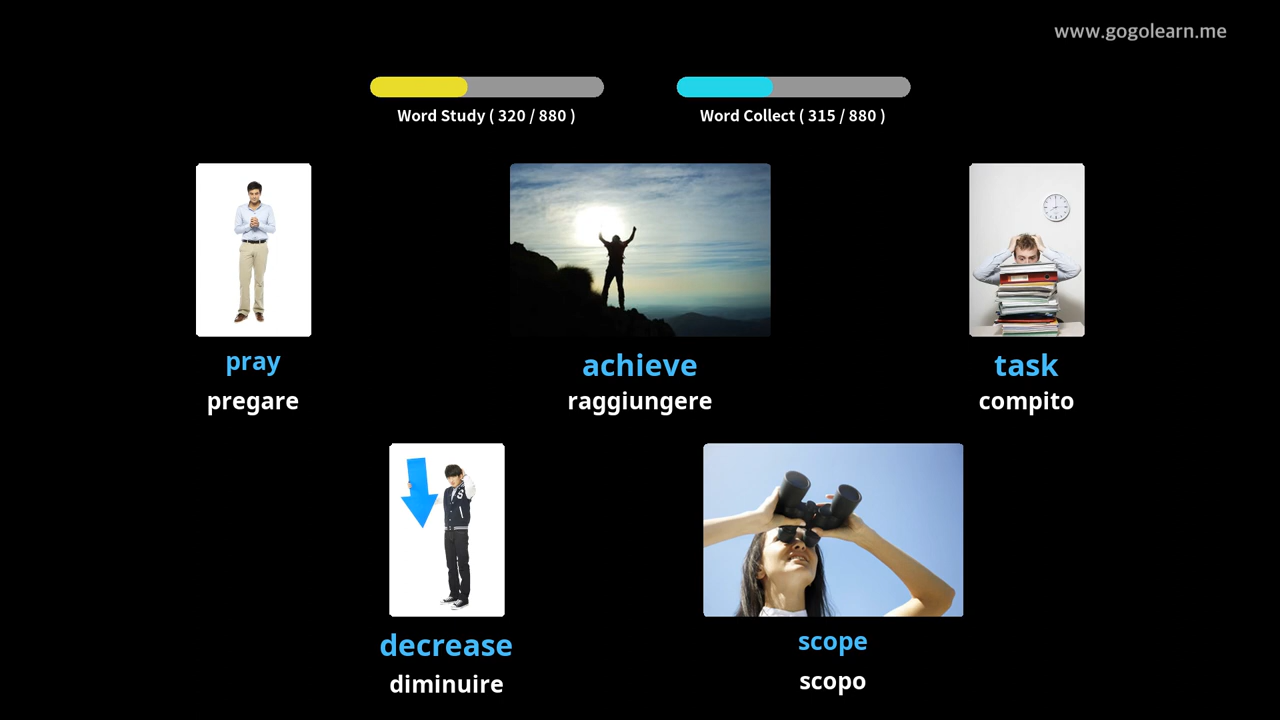 www.gogolearn.me
Word Study ( 320 / 880 )
Word Collect ( 315 / 880 )
pray
pregare
achieve
raggiungere
task
compito
decrease
diminuire
scope
scopo